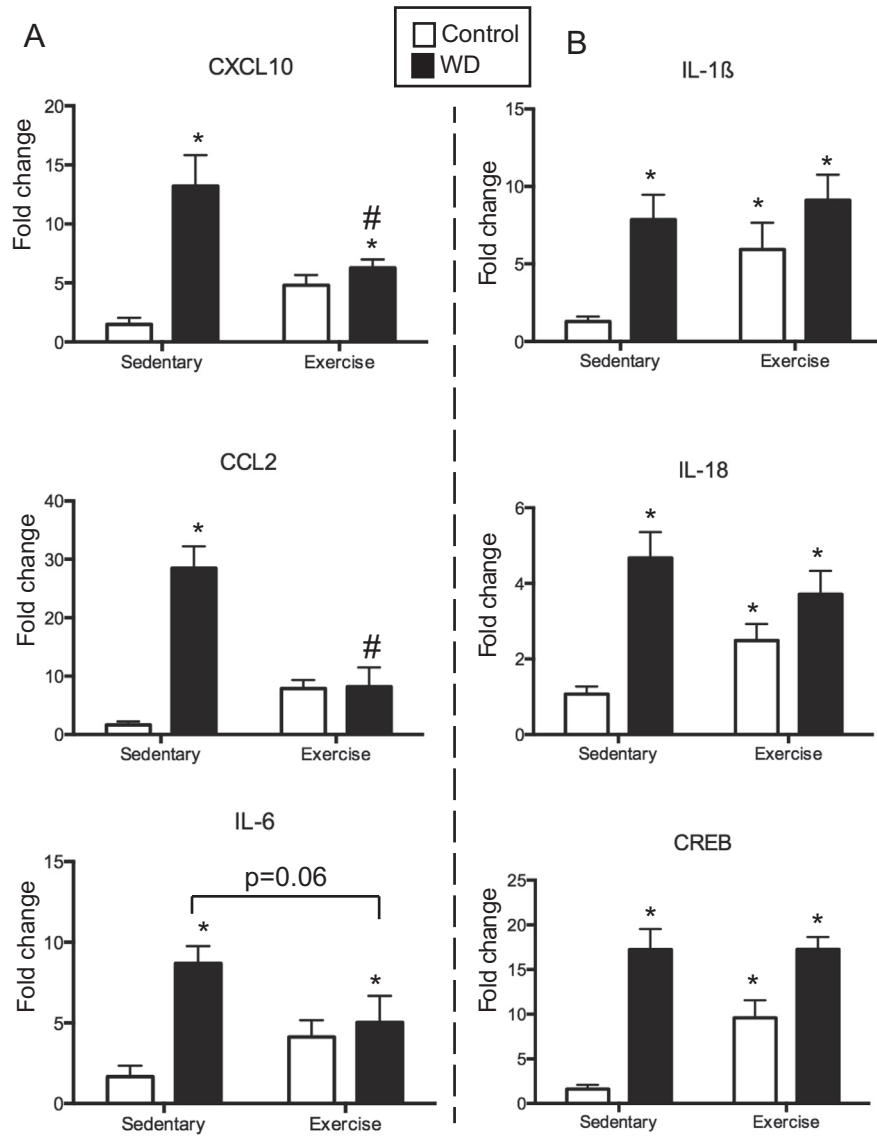 A
Control
WD
B
CXCL10
Fold change
20
15
10
5
0
*
#
*
Sedentary
Exercise
CCL2
Fold change
40
30
20
10
0
*
#
Sedentary
Exercise
IL-6
Fold change
15
10
5
0
p=0.06
*
*
Sedentary
Exercise
IL-1ß
Fold change
15
10
5
0
*
*
*
Sedentary
Exercise
IL-18
Fold change
6
4
2
0
*
*
*
Sedentary
Exercise
CREB
Fold change
25
20
15
10
5
0
*
*
*
Sedentary
Exercise